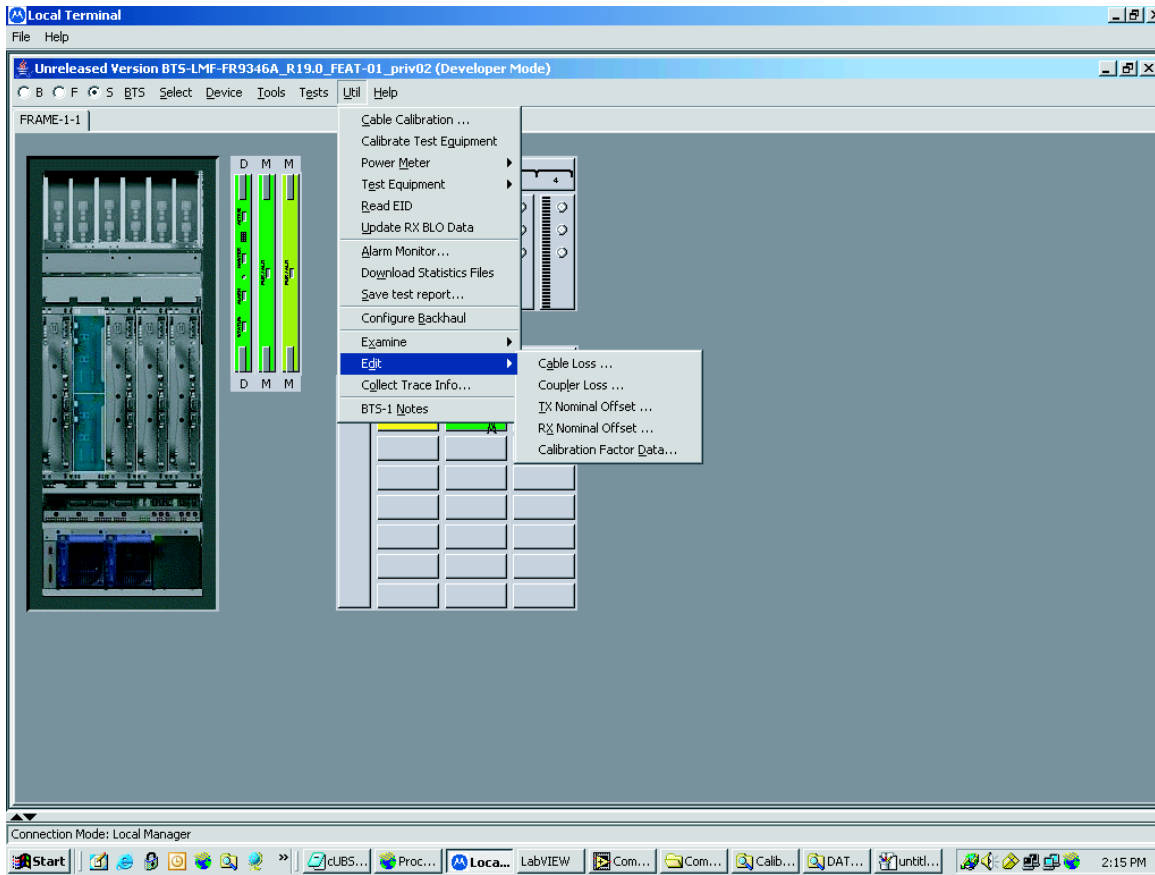 Local Terminal
File Help
Unreleased Version BTS-LMF-FR9346A_R19.0_FEAT-01_priv02 (Developer Mode)
B F S BTS Select Device Tools Tests Util Help
FRAME-1-1
D M M
D M M
4
Cable Calibration ...
Calibrate Test Equipment
Power Meter
Test Equipment
Read EID
Update RX BLO Data
Alarm Monitor...
Download Statistics Files
Save test report...
Configure Backhaul
Examine
Edit
Collect Trace Info...
BTS-1 Notes
Cable Loss ...
Coupler Loss ...
TX Nominal Offset ...
RX Nominal Offset ...
Calibration Factor Data...
Connection Mode: Local Manager
Start » cUBS... Proc... Loca... LabVIEW Com... Com... Calib... DAT... untitl... 2:15 PM